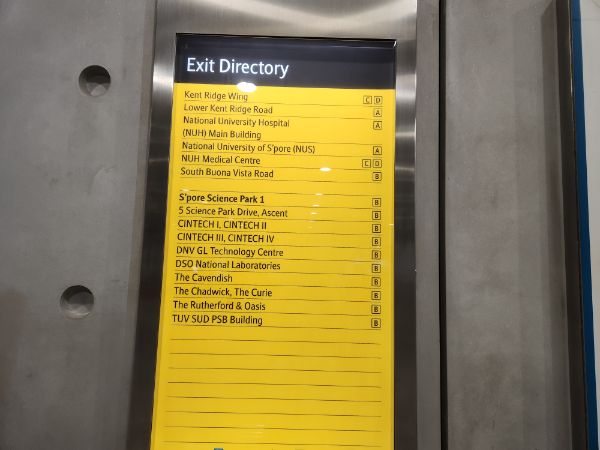 Exit Directory
Kent Ridge Wing C D
Lower Kent Ridge Road A
National University Hospital A
(NUH) Main Building
National University of S'pore (NUS) A
NUH Medical Centre C D
South Buona Vista Road B
S'pore Science Park 1 B
5 Science Park Drive, Ascent B
CINTECH I, CINTECH II B
CINTECH III, CINTECH IV B
DNV GL Technology Centre B
DSO National Laboratories B
The Cavendish B
The Chadwick, The Curie B
The Rutherford & Oasis B
TUV SUD PSB Building B